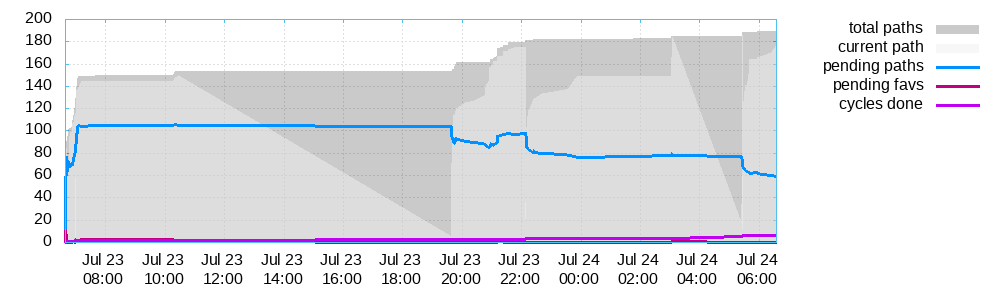 200
180
160
140
120
100
80
60
40
20
0
Jul 23 Jul 23 Jul 23 Jul 23 Jul 23 Jul 23 Jul 23 Jul 23 Jul 24 Jul 24 Jul 24 Jul 24
08:00 10:00 12:00 14:00 16:00 18:00 20:00 22:00 00:00 02:00 04:00 06:00
total paths
current path
pending paths
pending favs
cycles done